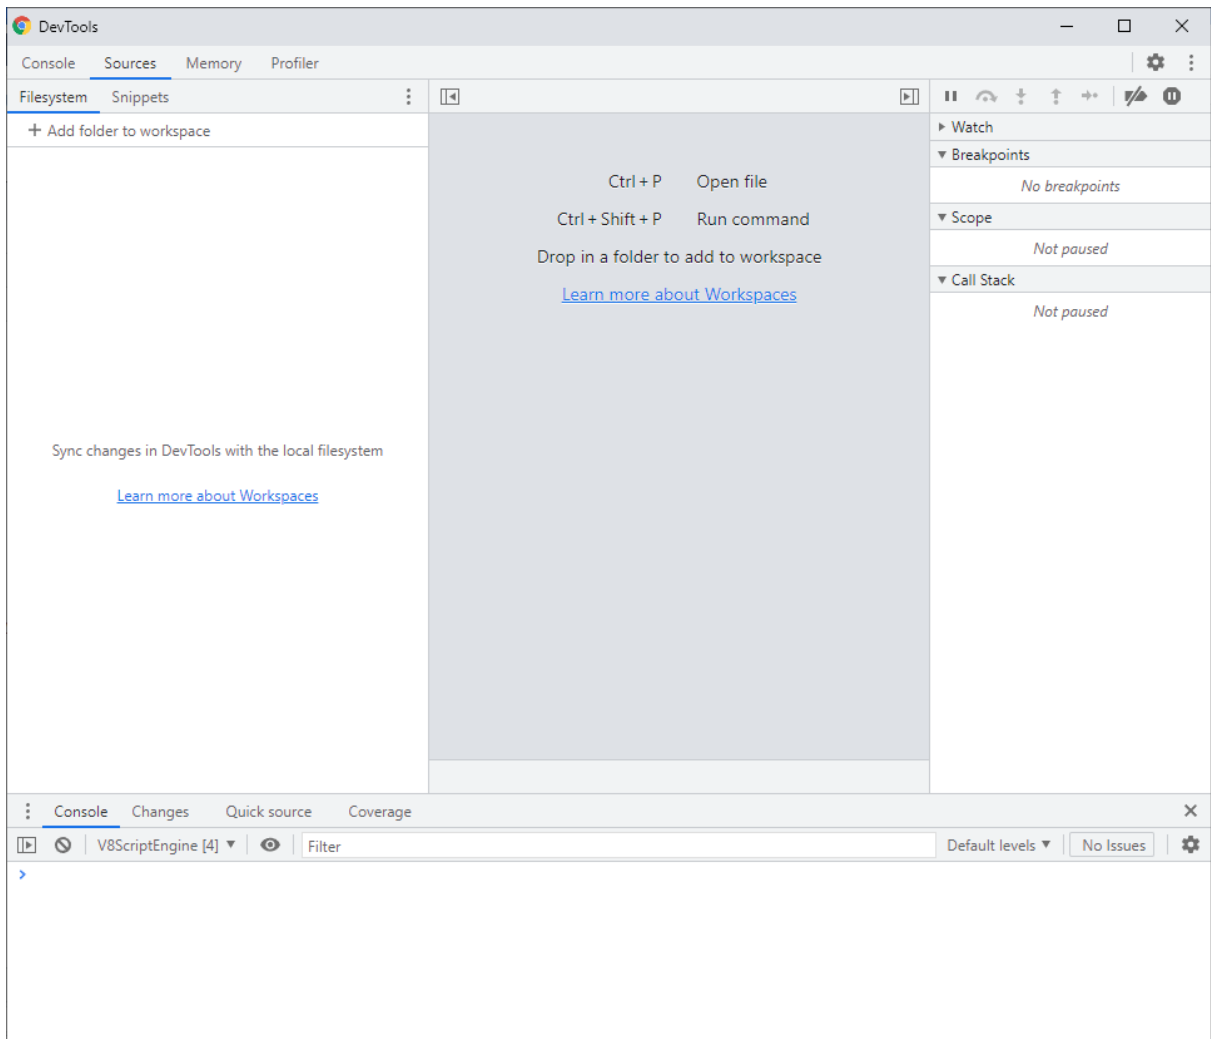 DevTools
Console Sources Memory Profiler
Filesystem Snippets
+ Add folder to workspace
Sync changes in DevTools with the local filesystem
Learn more about Workspaces
Ctrl + P Open file
Ctrl + Shift + P Run command
Drop in a folder to add to workspace
Learn more about Workspaces
Watch
Breakpoints
No breakpoints
Scope
Not paused
Call Stack
Not paused
Console Changes Quick source Coverage
V8ScriptEngine [4] Filter Default levels No Issues